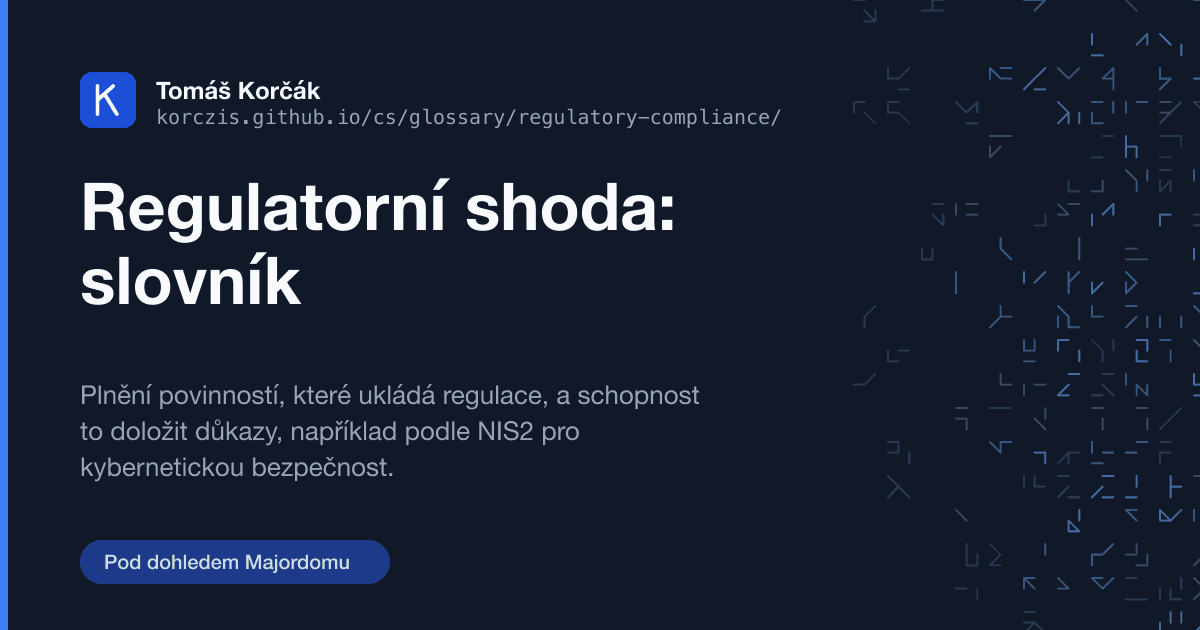 K
Tomáš Korčák
korczis.github.io/cs/glossary/regulatory-compliance/
Regulatorní shoda:
slovník
Plnění povinností, které ukládá regulace, a schopnost
to doložit důkazy, například podle NIS2 pro
kybernetickou bezpečnost.
Pod dohledem Majordomu